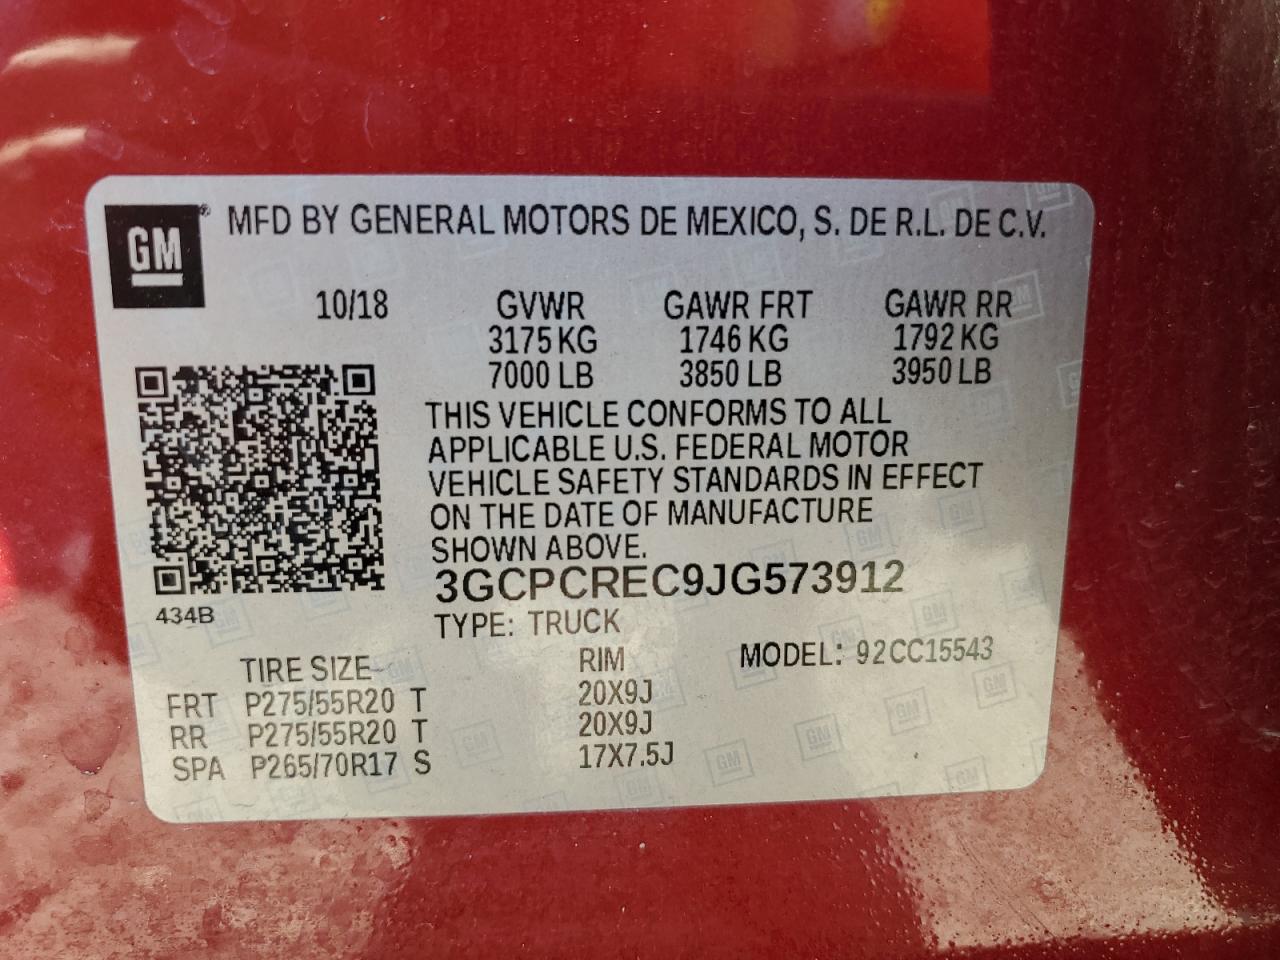 GM® MFD BY GENERAL MOTORS DE MEXICO, S. DE R.L. DE C.V.
10/18 GVWR GAWR FRT GAWR RR
3175 KG 1746 KG 1792 KG
7000 LB 3850 LB 3950 LB
THIS VEHICLE CONFORMS TO ALL
APPLICABLE U.S. FEDERAL MOTOR
VEHICLE SAFETY STANDARDS IN EFFECT
ON THE DATE OF MANUFACTURE
SHOWN ABOVE.
3GCPCREC9JG573912
434B
TYPE: TRUCK
MODEL: 92CC15543
TIRE SIZE RIM
FRT P275/55R20 T 20X9J
RR P275/55R20 T 20X9J
SPA P265/70R17 S 17X7.5J